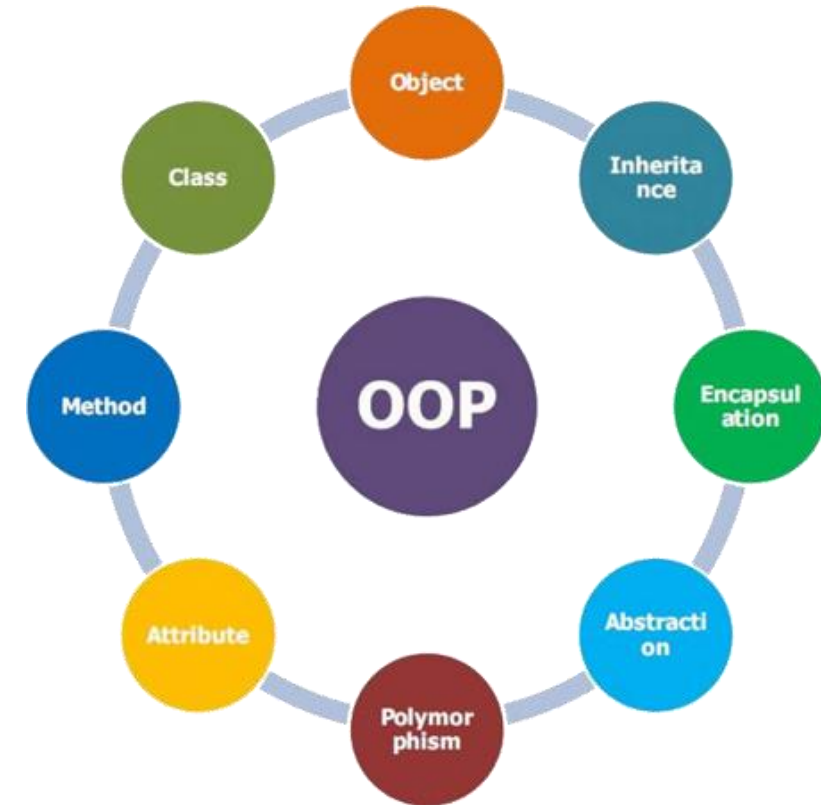 Object
Inherita
nce
Encapsul
ation
Abstracti
on
Polymor
phism
Attribute
Method
Class
OOP